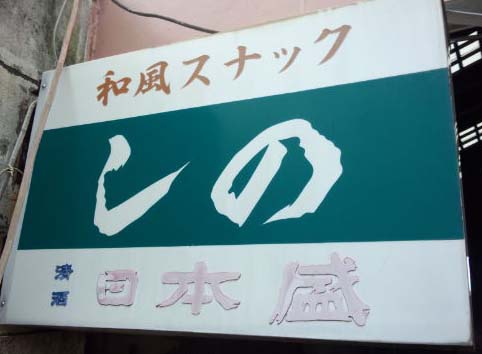 和風スナック
しの
清酒 日本盛